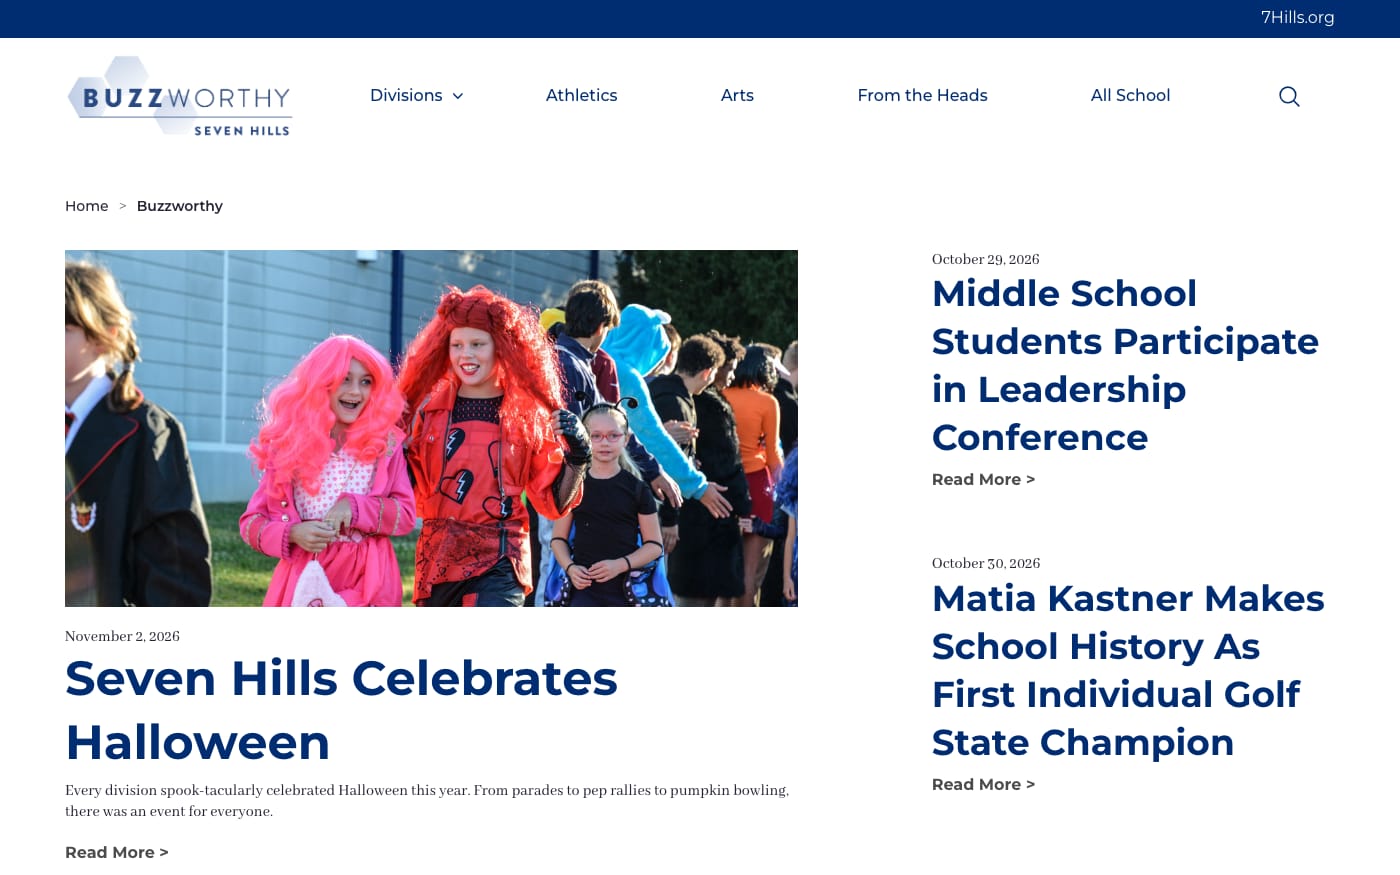 7Hills.org
BUZZWORTHY
SEVEN HILLS
Divisions
Athletics
Arts
From the Heads
All School
Home > Buzzworthy
November 2, 2026
Seven Hills Celebrates
Halloween
Every division spook-tacularly celebrated Halloween this year. From parades to pep rallies to pumpkin bowling,
there was an event for everyone.
Read More >
October 29, 2026
Middle School
Students Participate
in Leadership
Conference
Read More >
October 30, 2026
Matia Kastner Makes
School History As
First Individual Golf
State Champion
Read More >